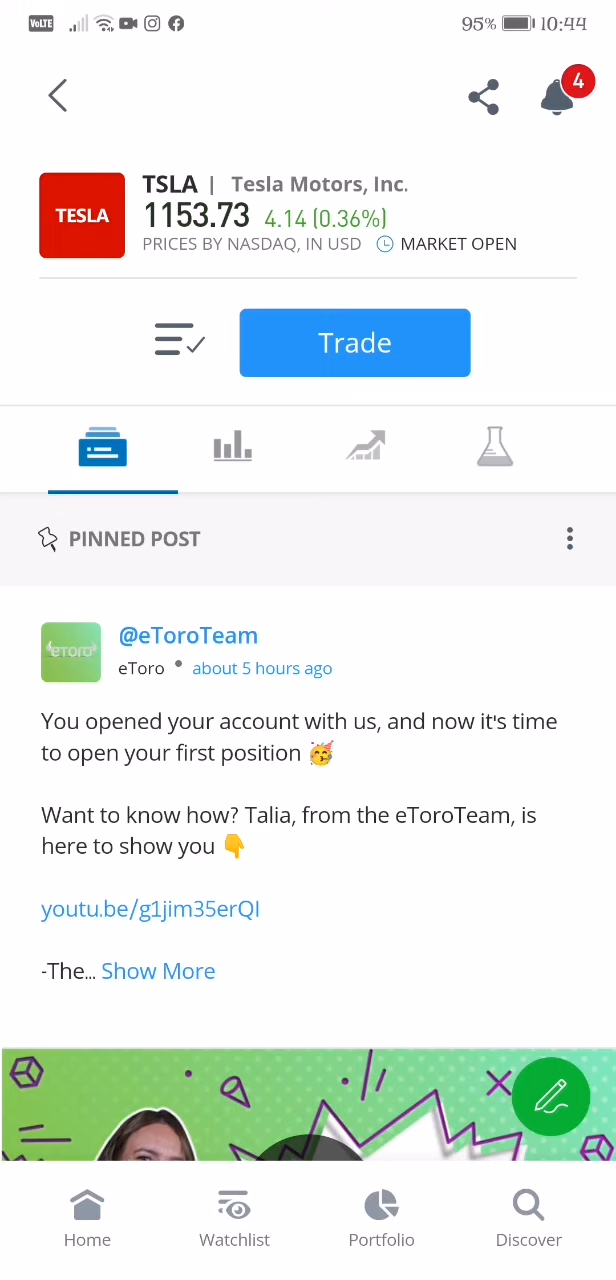 VoLTE 95% 10:44
4
TESLA
TSLA | Tesla Motors, Inc.
1153.73 4.14 (0.36%)
PRICES BY NASDAQ, IN USD MARKET OPEN
Trade
PINNED POST
eTORO
@eToroTeam
eToro • about 5 hours ago
You opened your account with us, and now it's time
to open your first position 🥳
Want to know how? Talia, from the eToroTeam, is
here to show you 👇
youtu.be/g1jim35erQI
-The... Show More
Home Watchlist Portfolio Discover